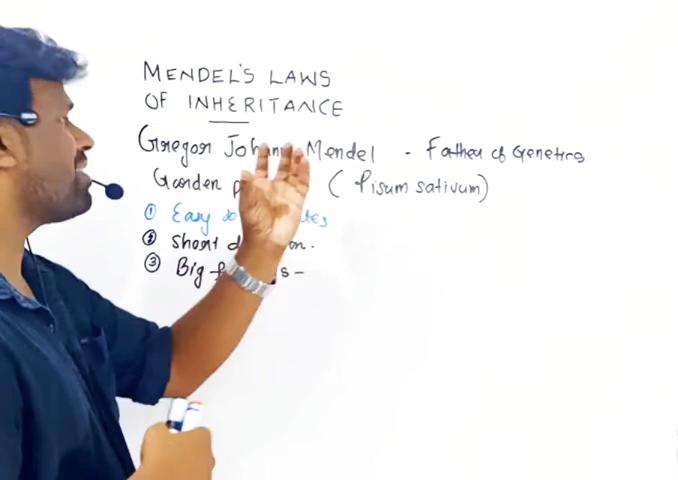 MENDEL'S LAWS
OF INHERITANCE
Gregor Mendel - Father of Genetics
Garden (Pisum sativum)
① Easy
② Short
③ Big